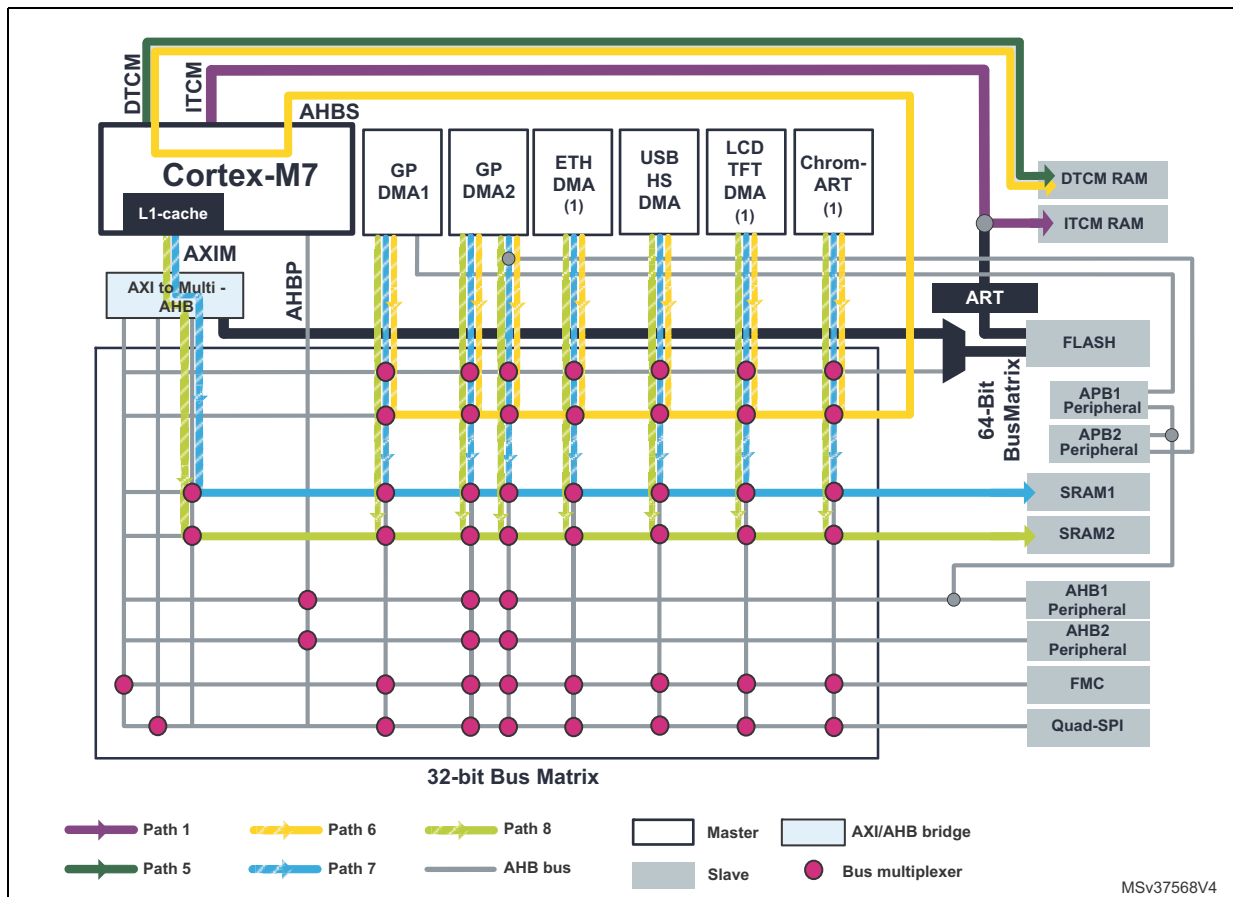 DTCM
ITCM
AHBS
Cortex-M7
L1-cache
AXIM
AHBP
AXI to Multi -
AHB
GP
DMA1
GP
DMA2
ETH
DMA
(1)
USB
HS
DMA
LCD
TFT
DMA
(1)
Chrom-
ART
(1)
DTCM RAM
ITCM RAM
ART
FLASH
64-Bit
BusMatrix
APB1
Peripheral
APB2
Peripheral
SRAM1
SRAM2
AHB1
Peripheral
AHB2
Peripheral
FMC
Quad-SPI
32-bit Bus Matrix
Path 1
Path 6
Path 8
Master
AXI/AHB bridge
Path 5
Path 7
AHB bus
Slave
Bus multiplexer
MSv37568V4